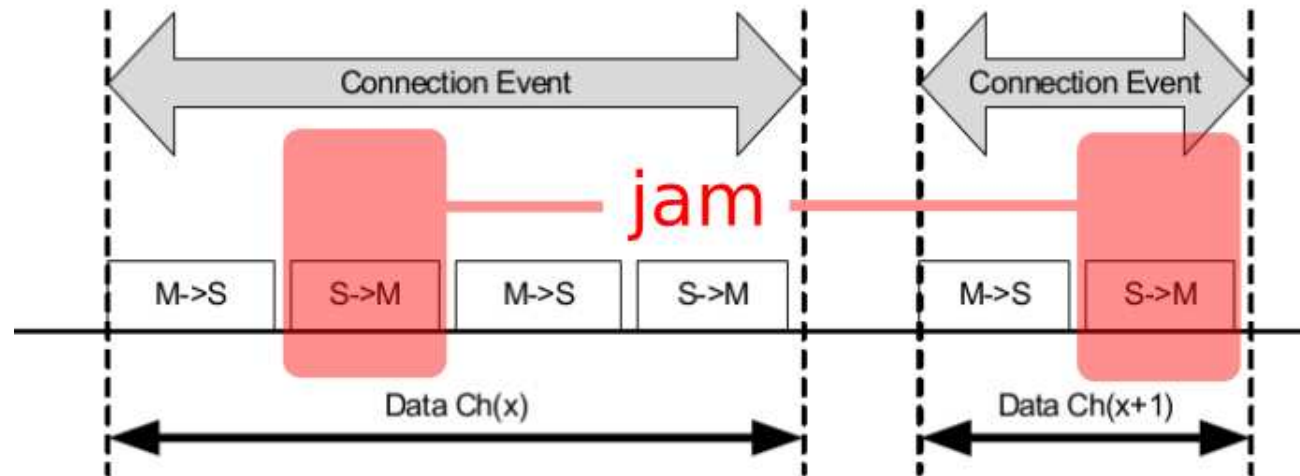 Connection Event
Connection Event
jam
M->S
S->M
M->S
S->M
M->S
S->M
Data Ch(x)
Data Ch(x+1)